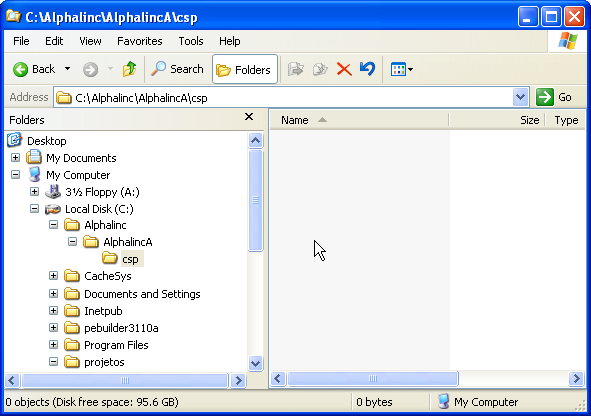 C:\Alphalinc\AlphalincA\csp
File Edit View Favorites Tools Help
Back Search Folders
Address C:\Alphalinc\AlphalincA\csp Go
Folders
Name Size Type
Desktop
My Documents
My Computer
3½ Floppy (A:)
Local Disk (C:)
Alphalinc
AlphalincA
csp
CacheSys
Documents and Settings
Inetpub
pebuilder3110a
Program Files
projetos
0 objects (Disk free space: 95.6 GB) 0 bytes My Computer